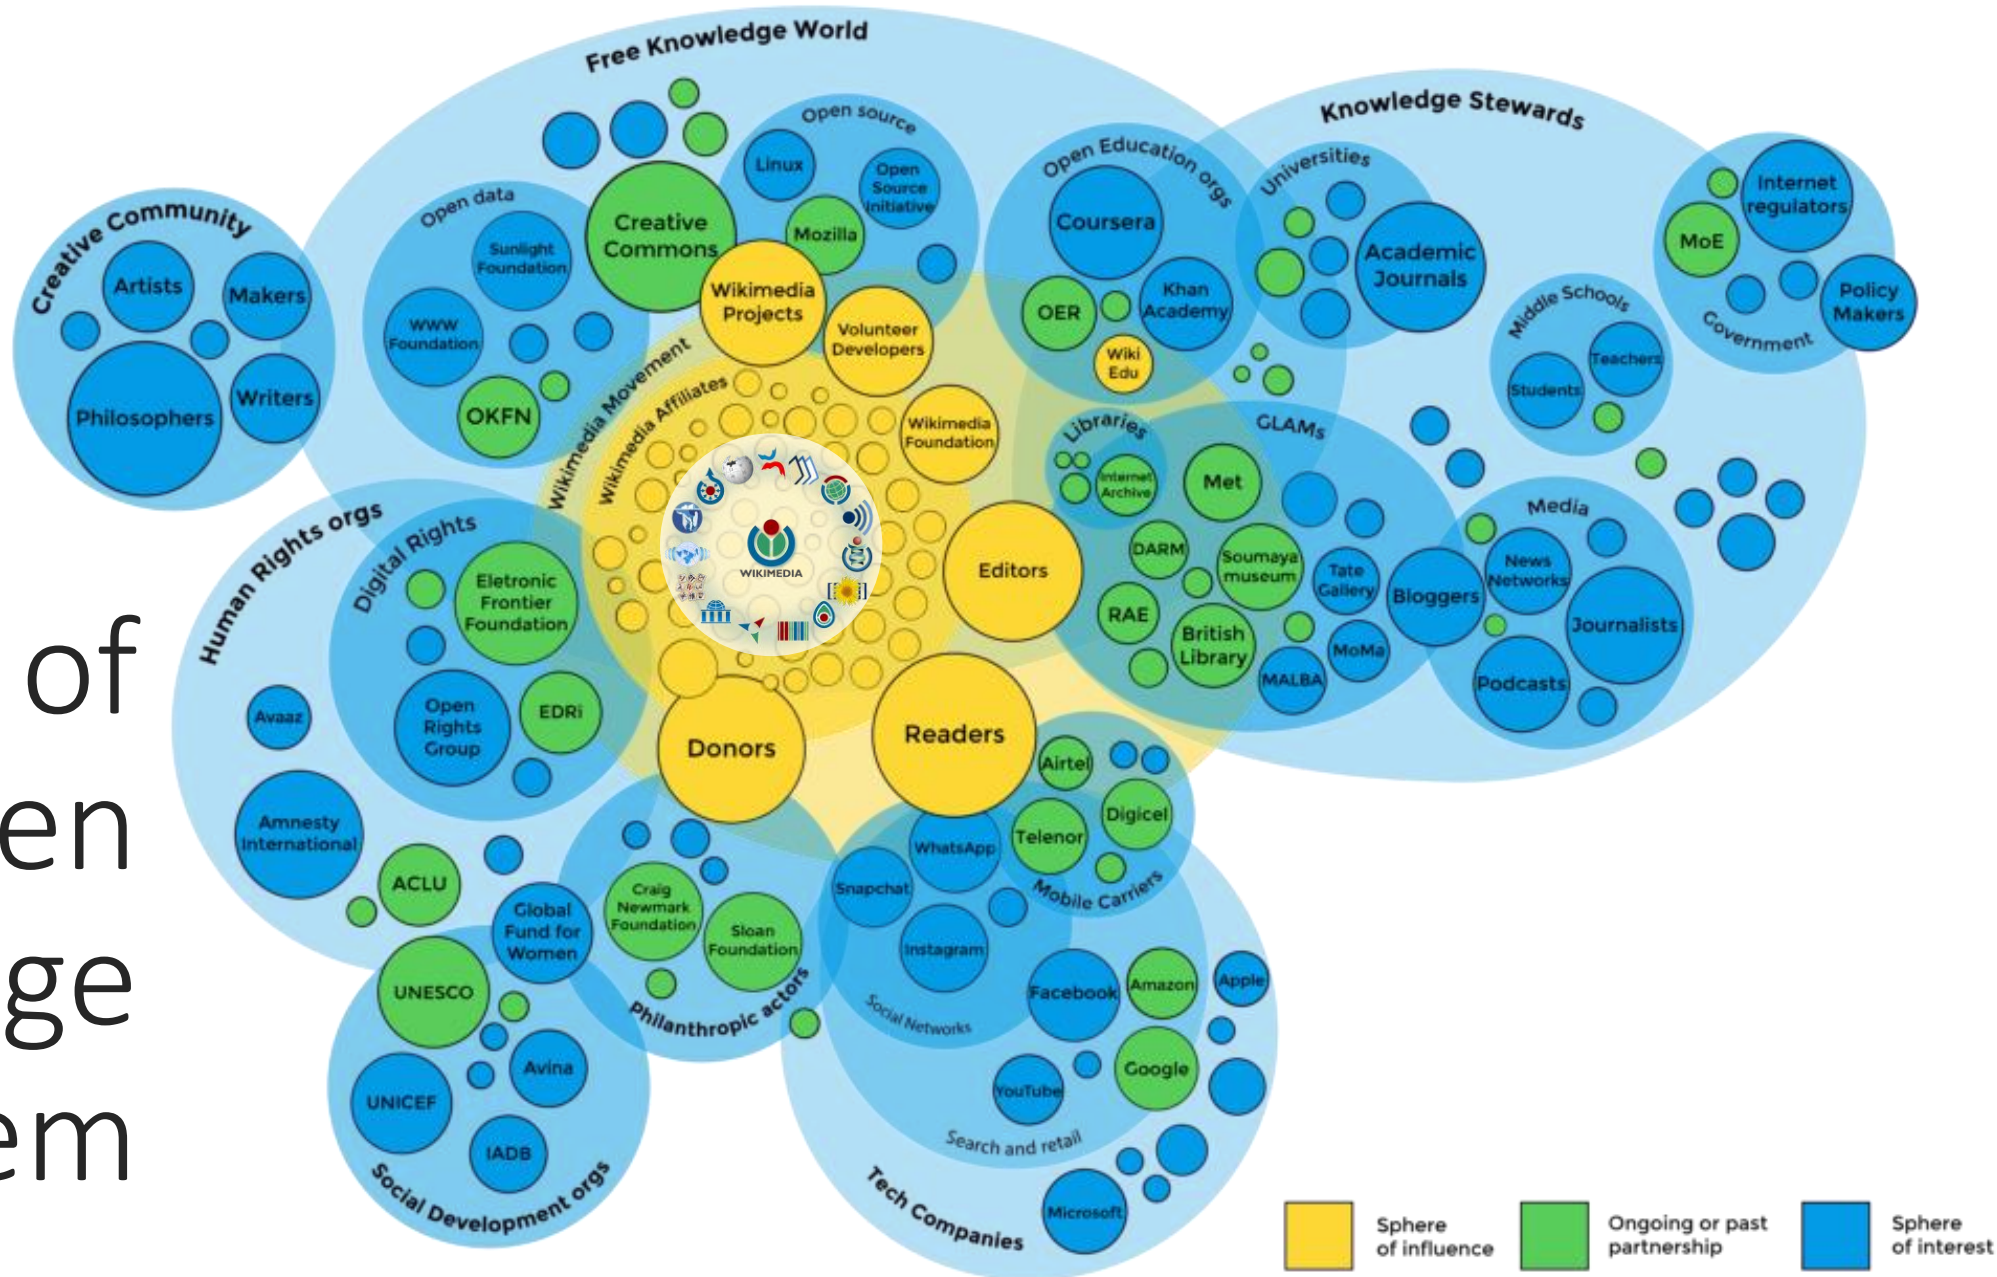 of
en
ge
em
Free Knowledge World
Knowledge Stewards
Creative Community
Artists
Makers
Philosophers
Writers
Open data
Sunlight
Foundation
WWW
Foundation
OKFN
Creative
Commons
Open source
Linux
Open
Source
Initiative
Mozilla
Wikimedia
Projects
Volunteer
Developers
Wikimedia
Foundation
Wikimedia Movement
Wikimedia Affiliates
WIKIMEDIA
Editors
Readers
Donors
Open Education orgs
Coursera
OER
Khan
Academy
Wiki
Edu
Universities
Academic
Journals
Middle Schools
Students
Teachers
Internet
regulators
MoE
Policy
Makers
Government
Libraries
Internet
Archive
GLAMs
Met
DARM
Soumaya
museum
Tate
Gallery
RAE
British
Library
MALBA
MoMa
Bloggers
Media
News
Networks
Journalists
Podcasts
Human Rights orgs
Digital Rights
Eletronic
Frontier
Foundation
Open
Rights
Group
EDRi
Avaaz
Amnesty
International
ACLU
Global
Fund for
Women
UNESCO
UNICEF
Avina
IADB
Social Development orgs
Craig
Newmark
Foundation
Sloan
Foundation
Philanthropic actors
Airtel
Telenor
Digicel
Mobile Carriers
WhatsApp
Snapchat
Instagram
Social Networks
Facebook
Amazon
Apple
YouTube
Google
Search and retail
Microsoft
Tech Companies
Sphere
of influence
Ongoing or past
partnership
Sphere
of interest